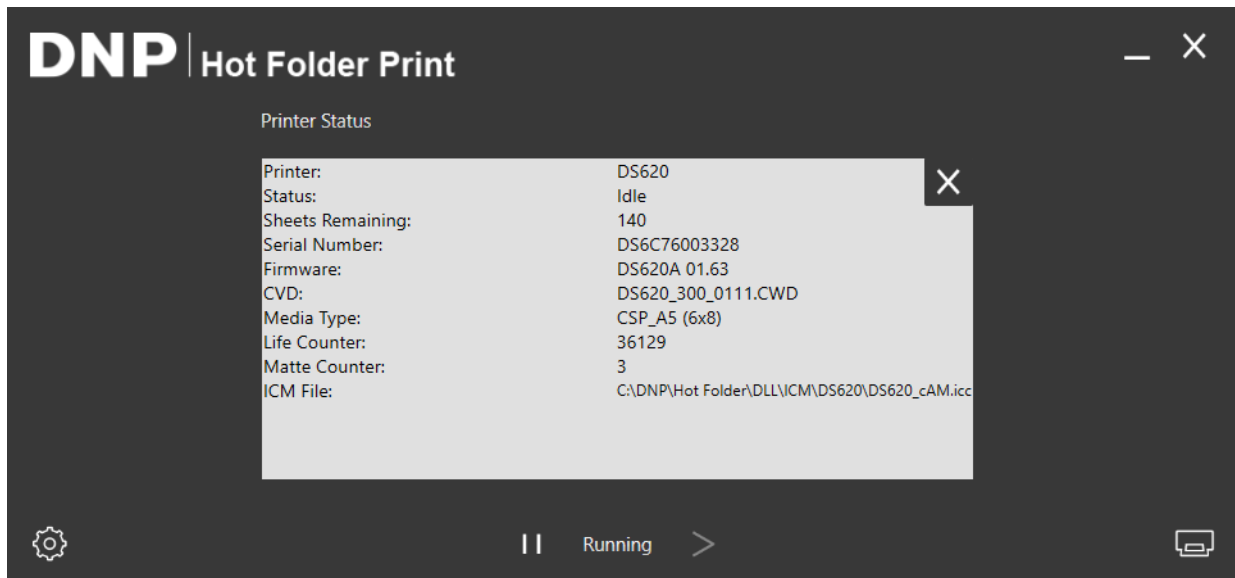 DNP Hot Folder Print
Printer Status
Printer: DS620
Status: Idle
Sheets Remaining: 140
Serial Number: DS6C76003328
Firmware: DS620A 01.63
CVD: DS620_300_0111.CWD
Media Type: CSP_A5 (6x8)
Life Counter: 36129
Matte Counter: 3
ICM File: C:\DNP\Hot Folder\DLL\ICM\DS620\DS620_cAM.icc
Running